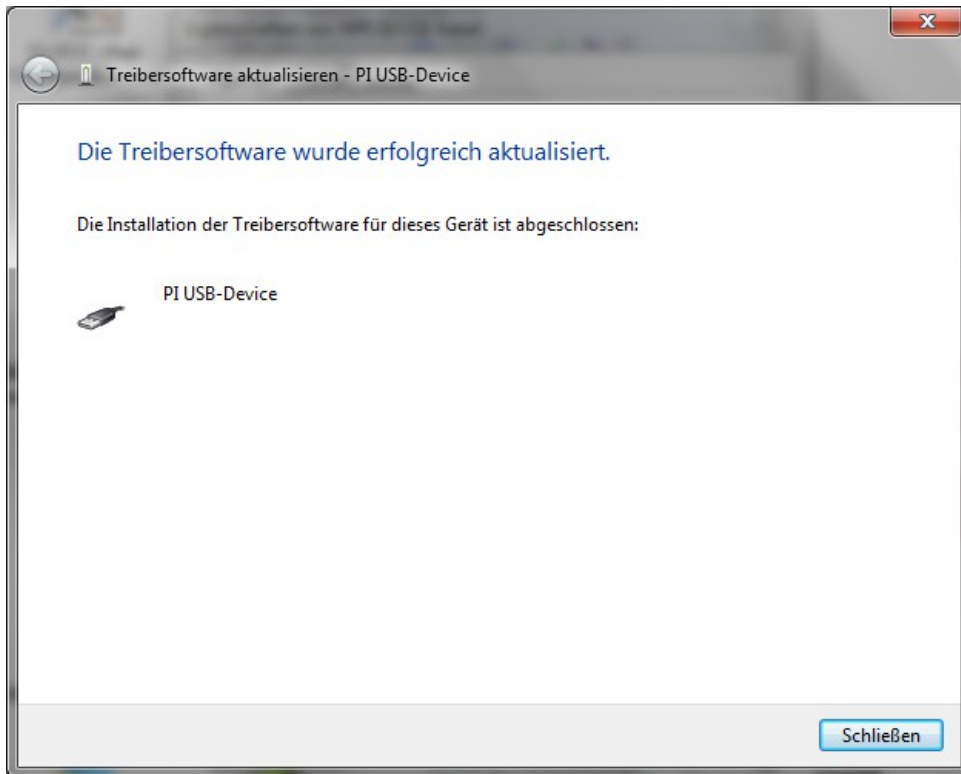 Treibersoftware aktualisieren - PI USB-Device
Die Treibersoftware wurde erfolgreich aktualisiert.
Die Installation der Treibersoftware für dieses Gerät ist abgeschlossen:
PI USB-Device
Schließen